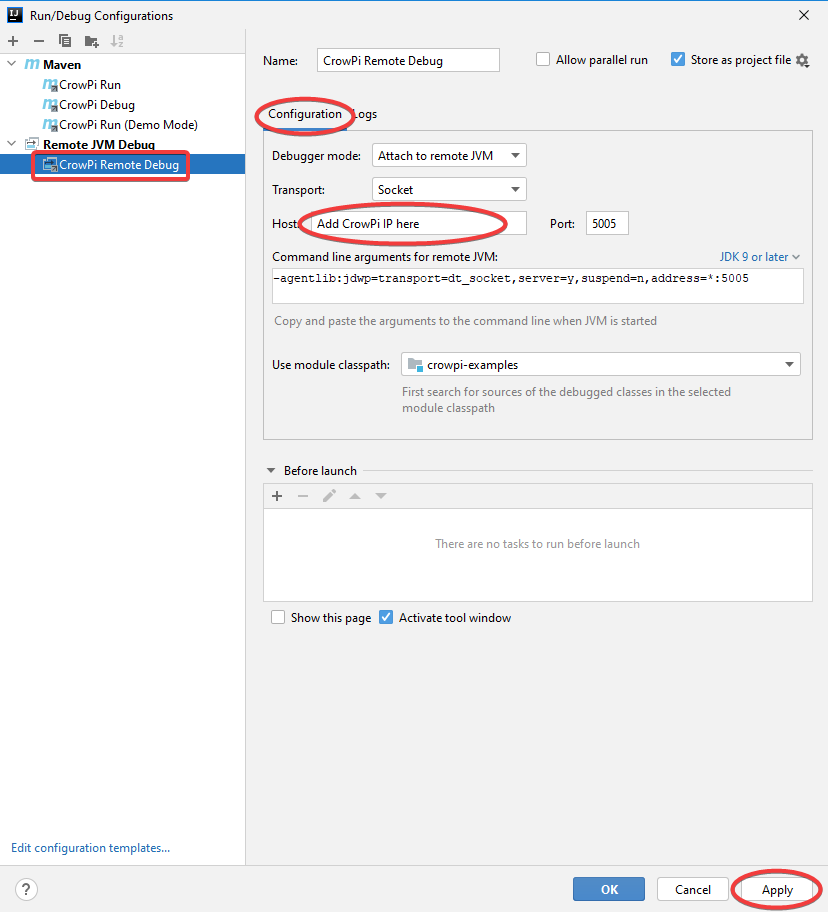 Run/Debug Configurations
Maven
CrowPi Run
CrowPi Debug
CrowPi Run (Demo Mode)
Remote JVM Debug
CrowPi Remote Debug
Edit configuration templates...
Name: CrowPi Remote Debug Allow parallel run Store as project file
Configuration Logs
Debugger mode: Attach to remote JVM
Transport: Socket
Host: Add CrowPi IP here Port: 5005
Command line arguments for remote JVM: JDK 9 or later
-agentlib:jdwp=transport=dt_socket,server=y,suspend=n,address=*:5005
Copy and paste the arguments to the command line when JVM is started
Use module classpath: crowpi-examples
First search for sources of the debugged classes in the selected
module classpath
Before launch
There are no tasks to run before launch
Show this page Activate tool window
? OK Cancel Apply